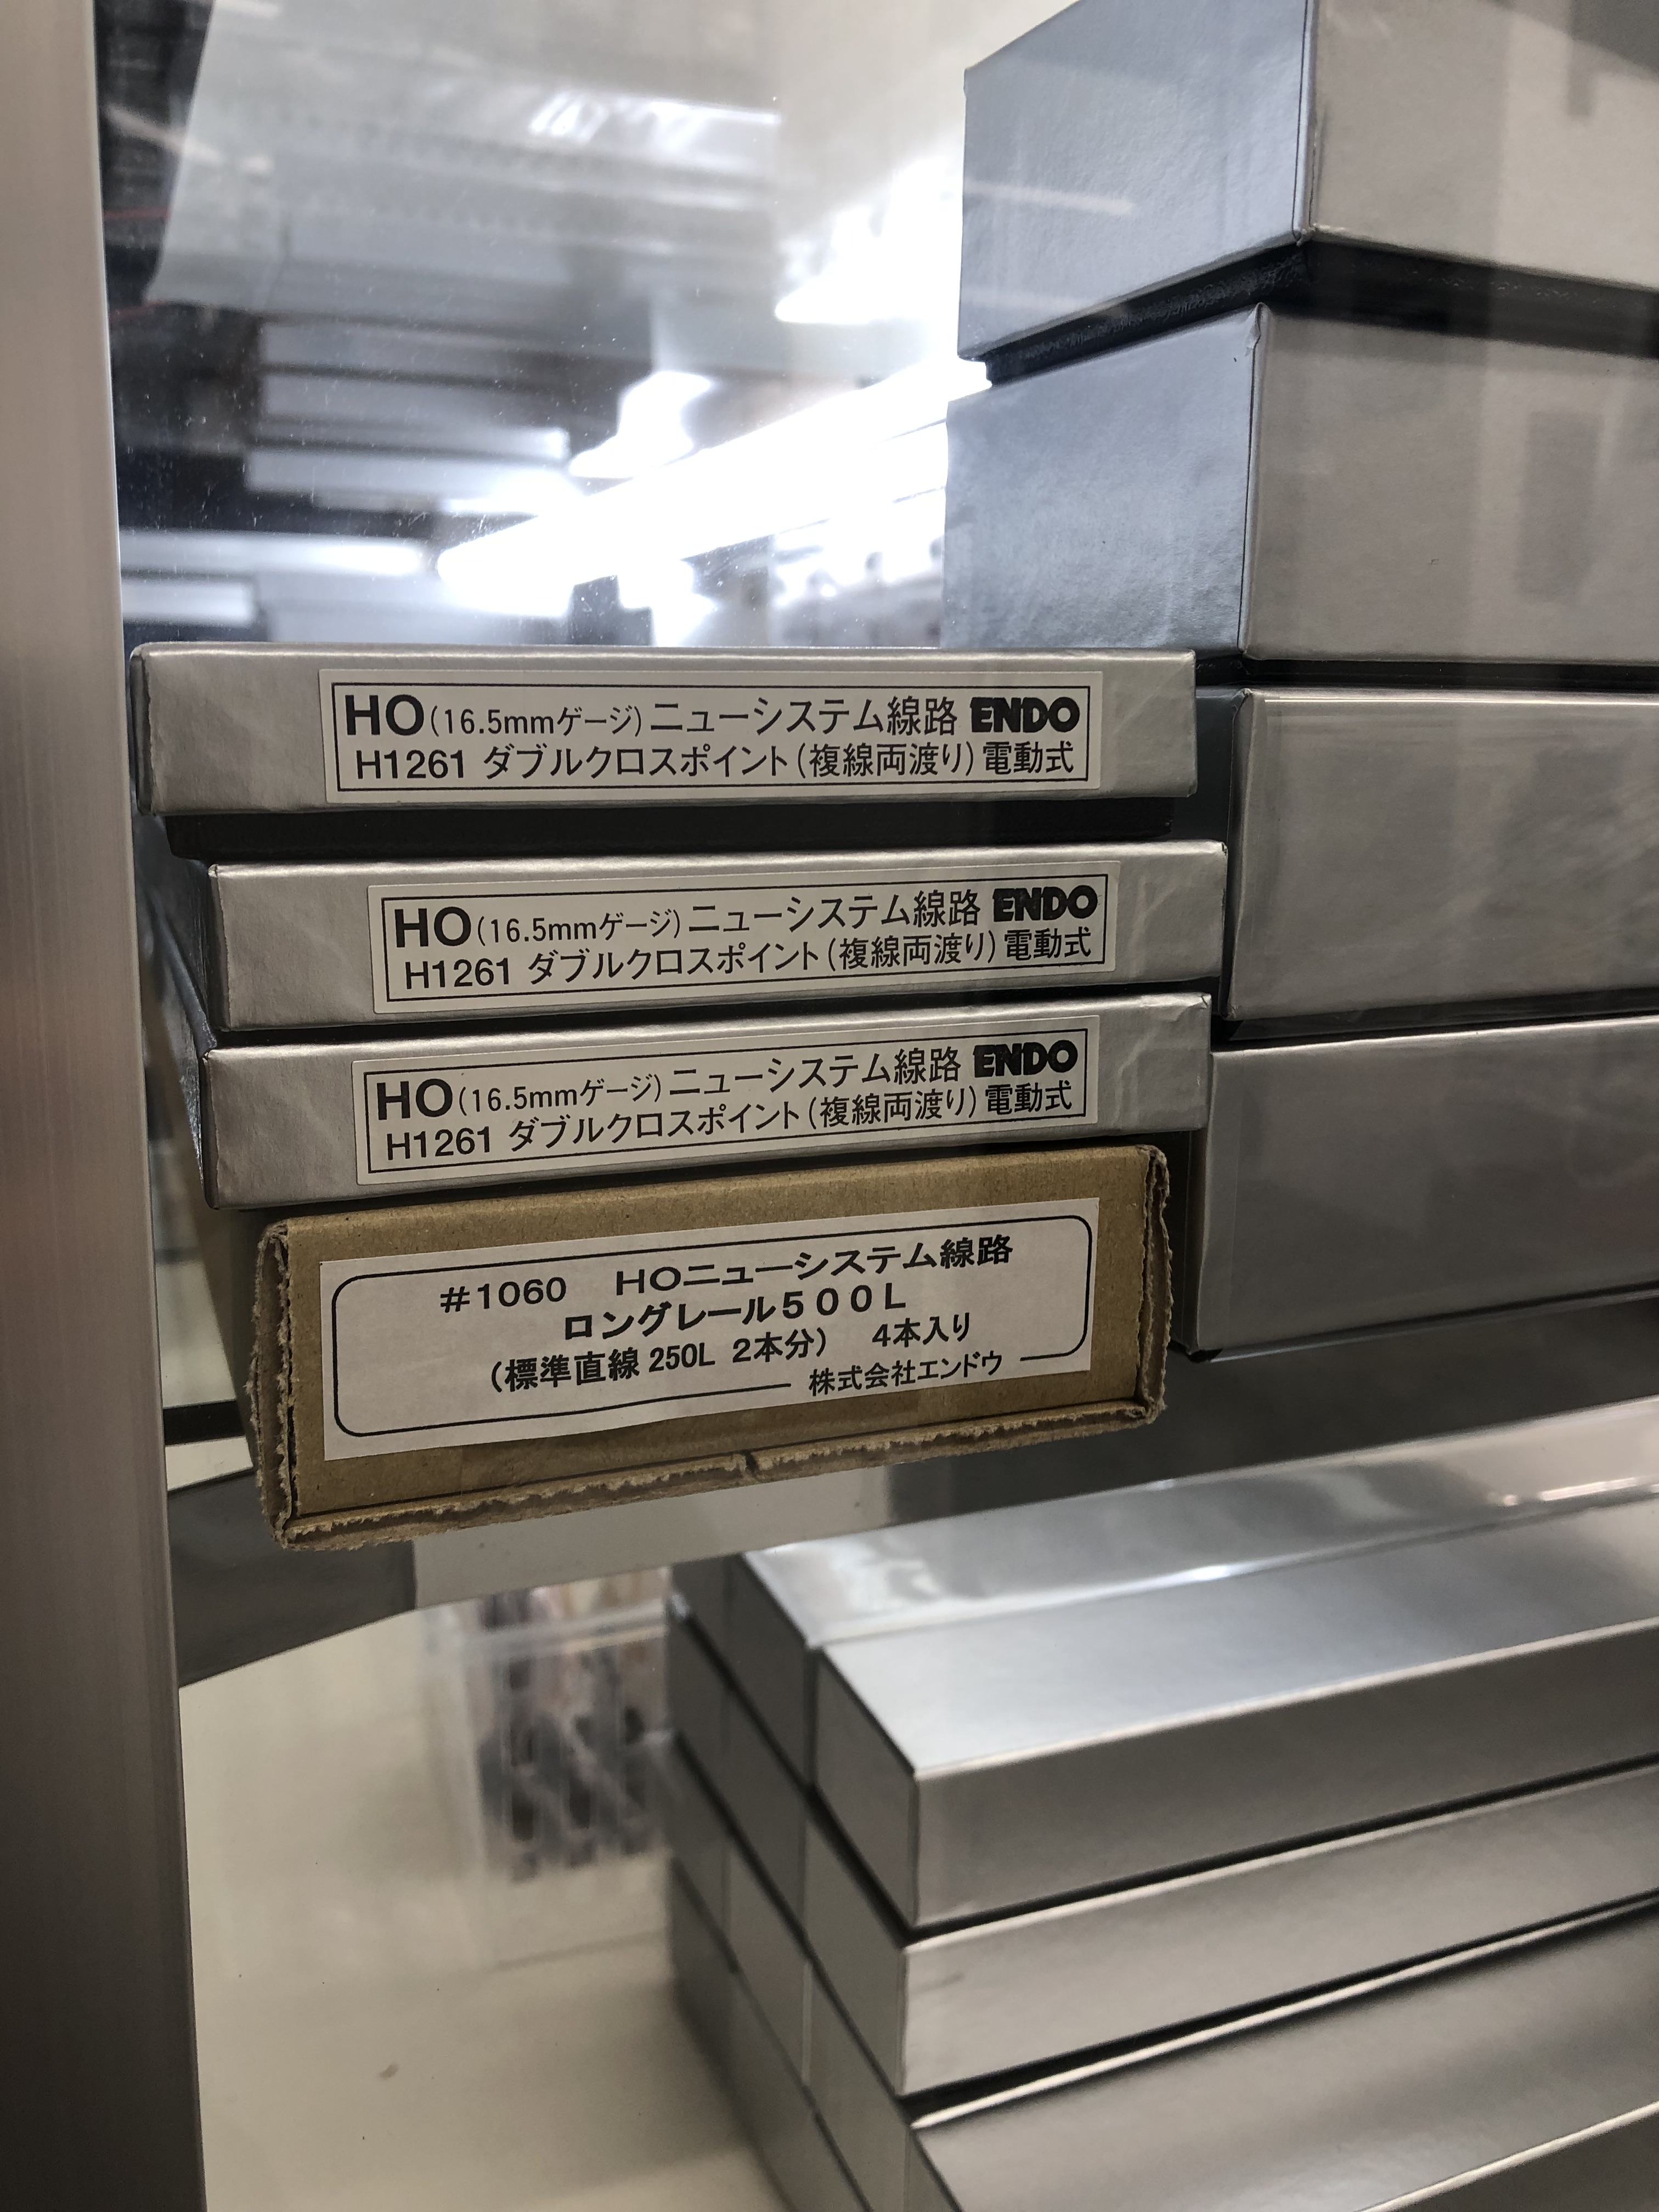 HO(16.5mmゲージ)ニューシステム線路 ENDO
H1261 ダブルクロスポイント(複線両渡り)電動式
HO(16.5mmゲージ)ニューシステム線路 ENDO
H1261 ダブルクロスポイント(複線両渡り)電動式
HO(16.5mmゲージ)ニューシステム線路 ENDO
H1261 ダブルクロスポイント(複線両渡り)電動式
#1060 HOニューシステム線路
ロングレール500L
(標準直線250L 2本分) 4本入り
株式会社エンドウ